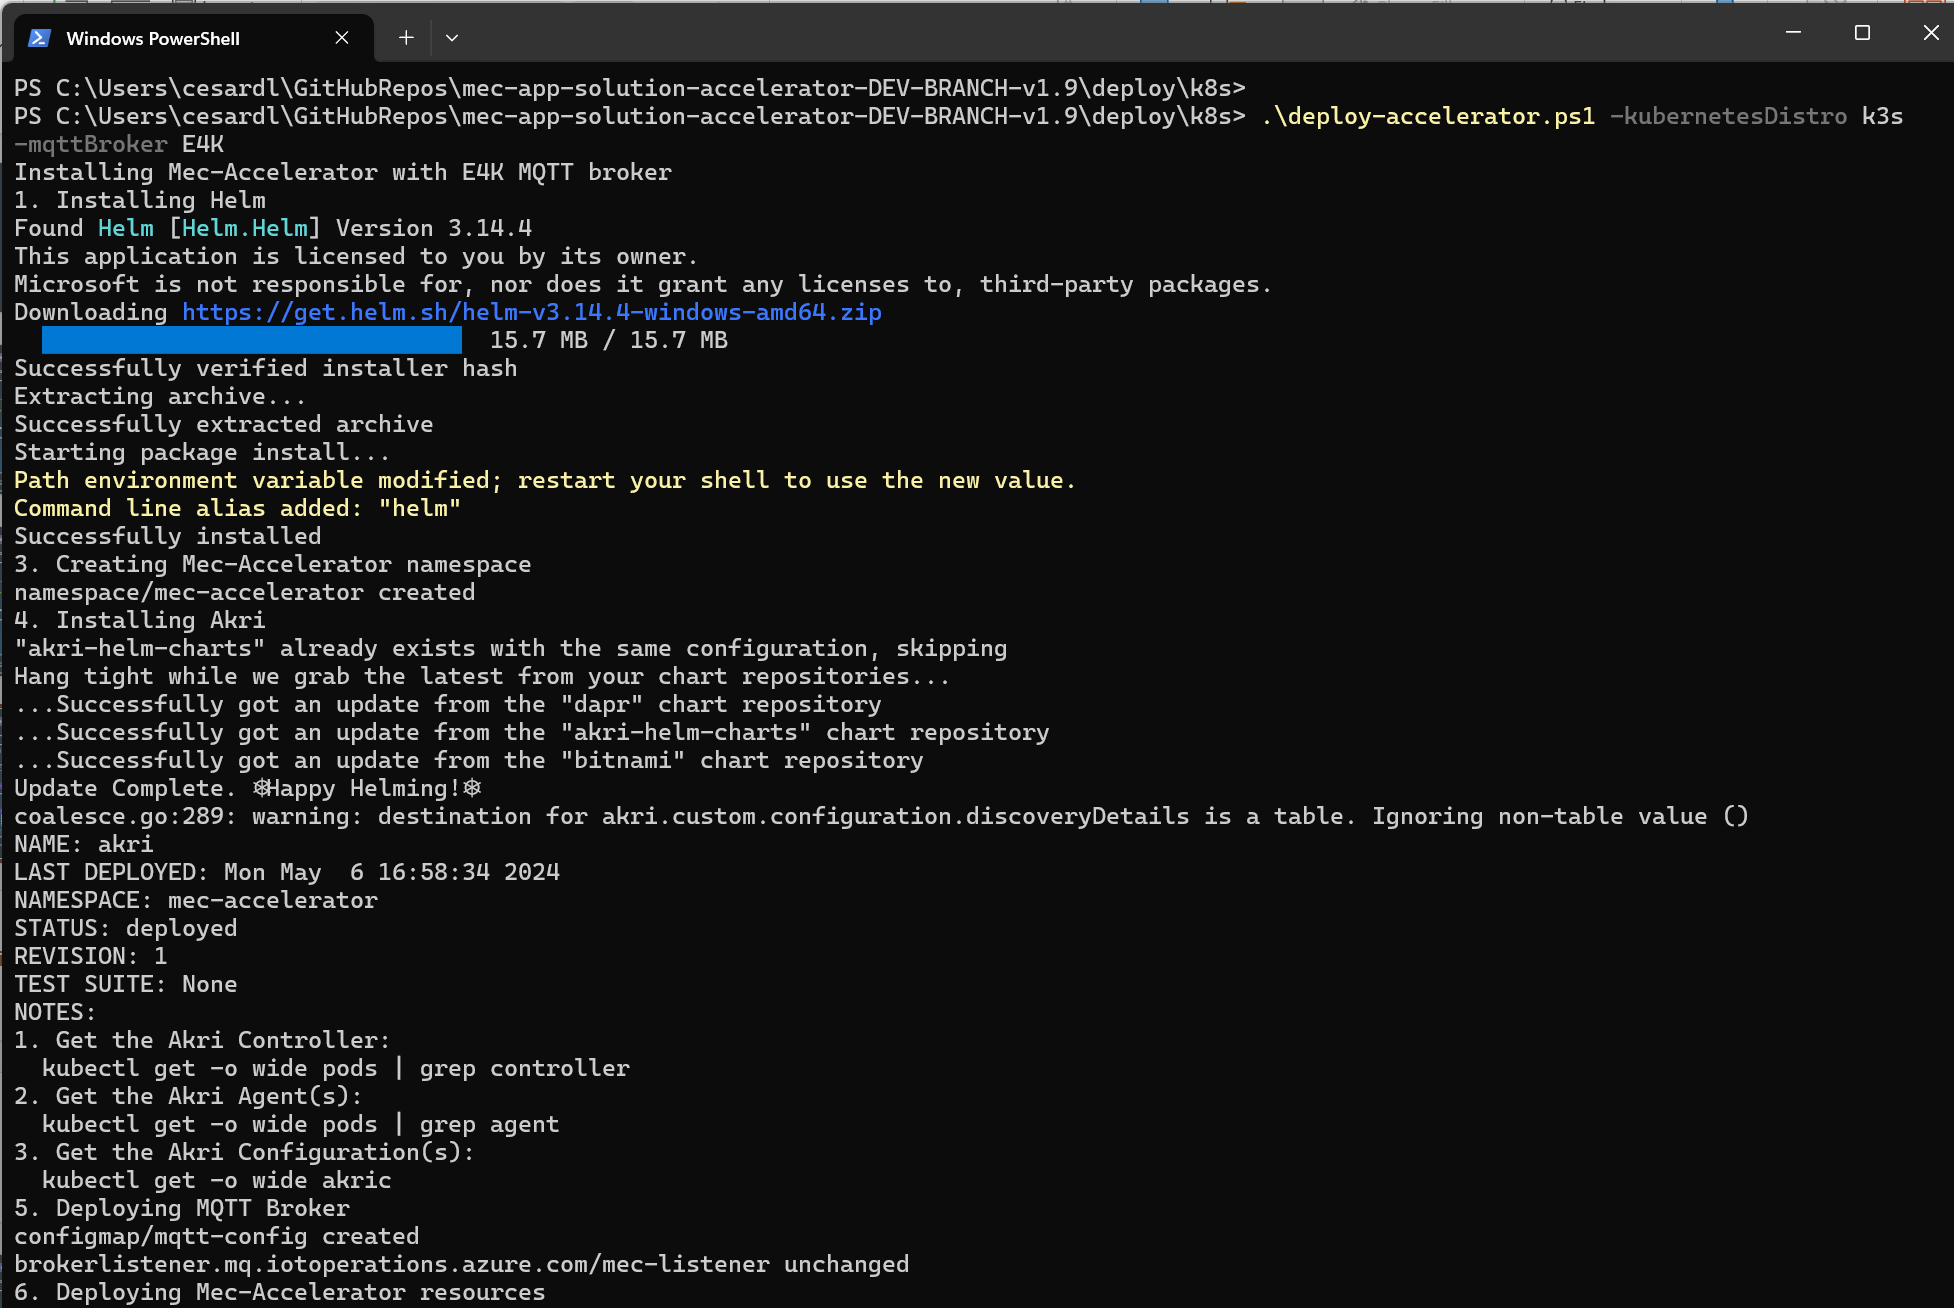 Windows PowerShell
PS C:\Users\cesardl\GitHubRepos\mec-app-solution-accelerator-DEV-BRANCH-v1.9\deploy\k8s>
PS C:\Users\cesardl\GitHubRepos\mec-app-solution-accelerator-DEV-BRANCH-v1.9\deploy\k8s> .\deploy-accelerator.ps1 -kubernetesDistro k3s
-mqttBroker E4K
Installing Mec-Accelerator with E4K MQTT broker
1. Installing Helm
Found Helm [Helm.Helm] Version 3.14.4
This application is licensed to you by its owner.
Microsoft is not responsible for, nor does it grant any licenses to, third-party packages.
Downloading https://get.helm.sh/helm-v3.14.4-windows-amd64.zip
15.7 MB / 15.7 MB
Successfully verified installer hash
Extracting archive...
Successfully extracted archive
Starting package install...
Path environment variable modified; restart your shell to use the new value.
Command line alias added: "helm"
Successfully installed
3. Creating Mec-Accelerator namespace
namespace/mec-accelerator created
4. Installing Akri
"akri-helm-charts" already exists with the same configuration, skipping
Hang tight while we grab the latest from your chart repositories...
...Successfully got an update from the "dapr" chart repository
...Successfully got an update from the "akri-helm-charts" chart repository
...Successfully got an update from the "bitnami" chart repository
Update Complete. ⎈Happy Helming!⎈
coalesce.go:289: warning: destination for akri.custom.configuration.discoveryDetails is a table. Ignoring non-table value ()
NAME: akri
LAST DEPLOYED: Mon May  6 16:58:34 2024
NAMESPACE: mec-accelerator
STATUS: deployed
REVISION: 1
TEST SUITE: None
NOTES:
1. Get the Akri Controller:
  kubectl get -o wide pods | grep controller
2. Get the Akri Agent(s):
  kubectl get -o wide pods | grep agent
3. Get the Akri Configuration(s):
  kubectl get -o wide akric
5. Deploying MQTT Broker
configmap/mqtt-config created
brokerlistener.mq.iotoperations.azure.com/mec-listener unchanged
6. Deploying Mec-Accelerator resources